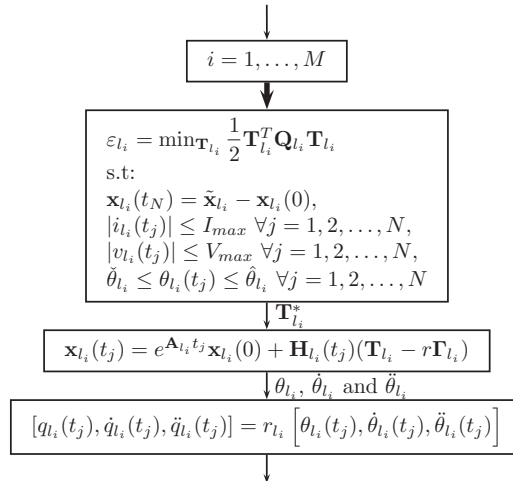 i = 1, . . . , M
ε_{l_i} = min_{𝐓_{l_i}} \frac{1}{2} 𝐓_{l_i}^T 𝐐_{l_i} 𝐓_{l_i}
s.t:
𝐱_{l_i}(t_N) = 𝐱̃_{l_i} − 𝐱_{l_i}(0),
|i_{l_i}(t_j)| ≤ I_{max} ∀j = 1, 2, . . . , N,
|v_{l_i}(t_j)| ≤ V_{max} ∀j = 1, 2, . . . , N,
θ̌_{l_i} ≤ θ_{l_i}(t_j) ≤ θ̂_{l_i} ∀j = 1, 2, . . . , N
𝐓*_{l_i}
𝐱_{l_i}(t_j) = e^{𝐀_{l_i} t_j} 𝐱_{l_i}(0) + 𝐇_{l_i}(t_j)(𝐓_{l_i} − r𝚪_{l_i})
θ_{l_i}, θ̇_{l_i} and θ̈_{l_i}
[q_{l_i}(t_j), q̇_{l_i}(t_j), q̈_{l_i}(t_j)] = r_{l_i} [θ_{l_i}(t_j), θ̇_{l_i}(t_j), θ̈_{l_i}(t_j)]